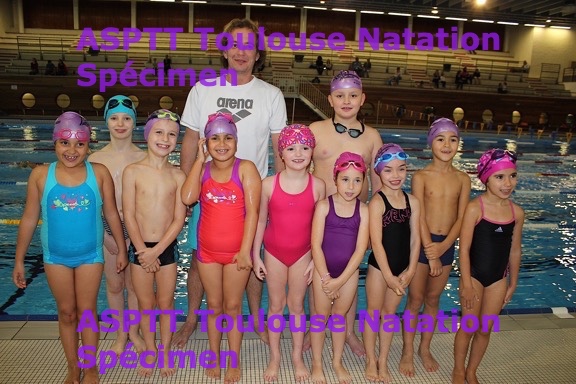 ASPTT Toulouse Natation
Spécimen
arena
ASPTT Toulouse Natation
Spécimen